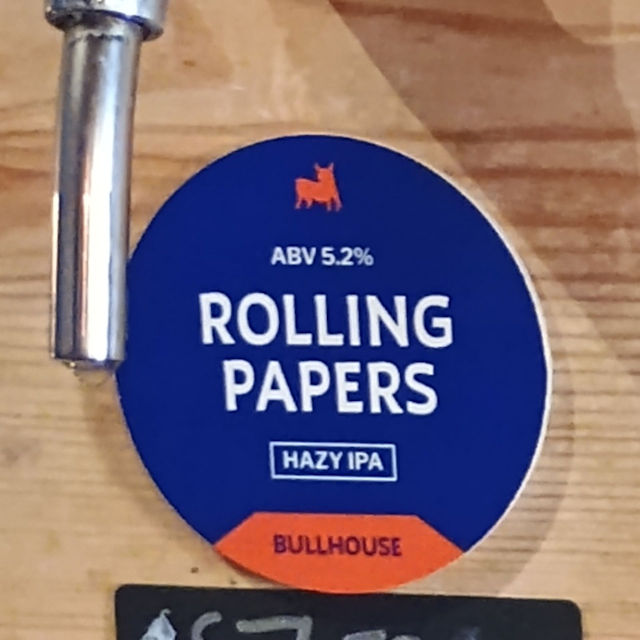 ABV 5.2%
ROLLING
PAPERS
HAZY IPA
BULLHOUSE